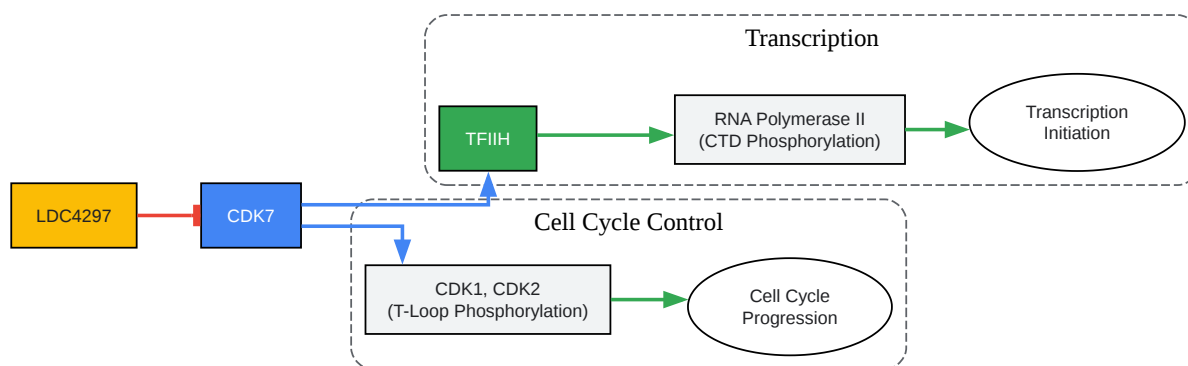 Transcription
TFIIH
RNA Polymerase II
(CTD Phosphorylation)
Transcription
Initiation
LDC4297
CDK7
Cell Cycle Control
CDK1, CDK2
(T-Loop Phosphorylation)
Cell Cycle
Progression